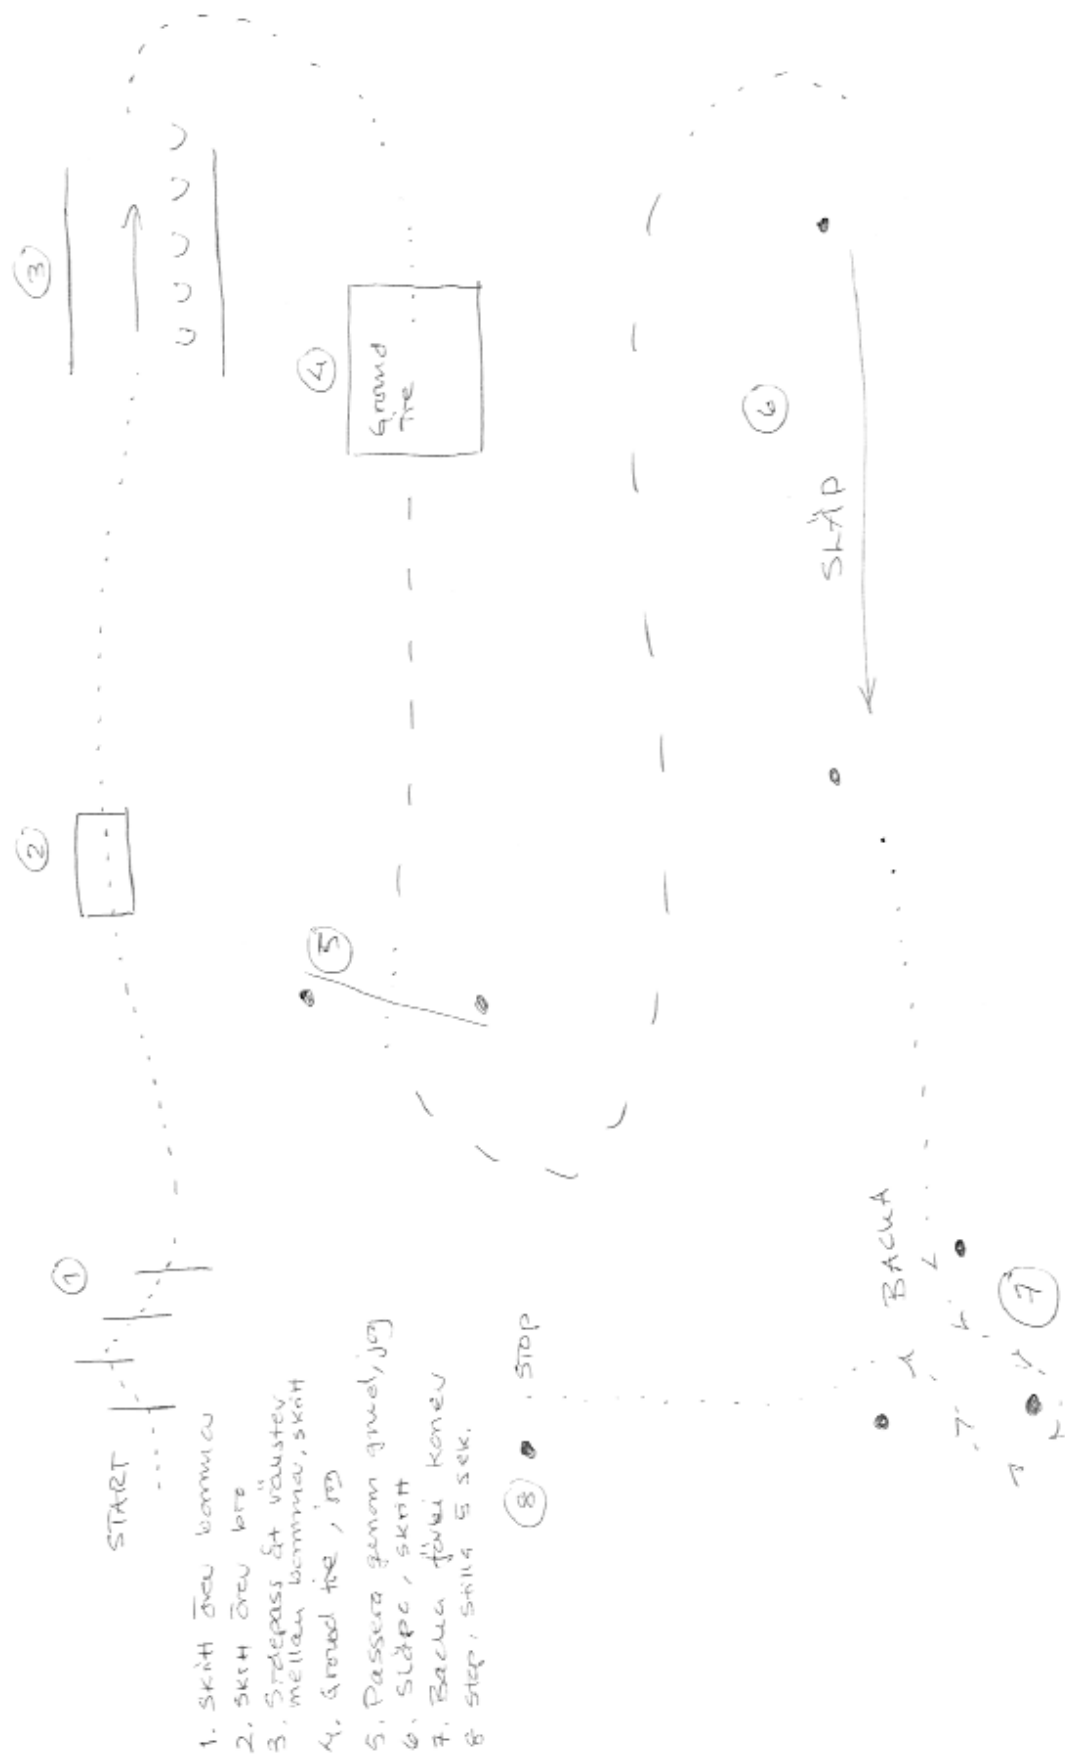 START
1
2
3
4
Ground
Tie
5
6
SLÄP
BACKA
7
8
STOP
1. Skritt över bommar
2. Skritt över bro
3. Sidepass åt vänster
mellan bommar, skritt
4. Ground tie, jog
5. Passera genom grind, jog
6. Släpa, skritt
7. Backa förbi koner
8 stop, stilla 5 sek.